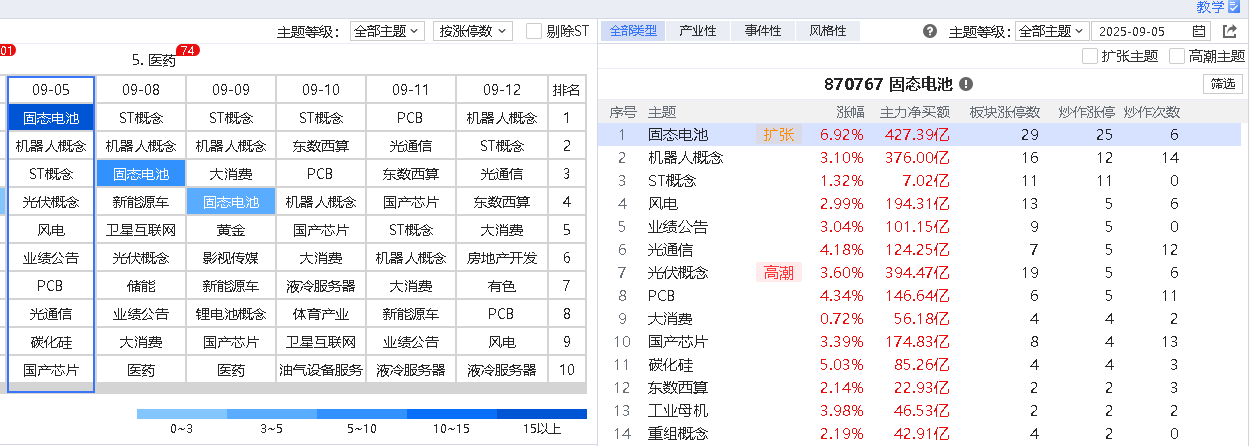 教学
主题等级： 全部主题 按涨停数 剔除ST
全部类型 产业性 事件性 风格性 主题等级： 全部主题 2025-09-05
01 5. 医药 74
扩张主题 高潮主题
870767 固态电池 筛选
09-05 09-08 09-09 09-10 09-11 09-12 排名
固态电池 ST概念 ST概念 ST概念 PCB 机器人概念 1
机器人概念 机器人概念 机器人概念 东数西算 光通信 ST概念 2
ST概念 固态电池 大消费 PCB 东数西算 光通信 3
光伏概念 新能源车 固态电池 机器人概念 国产芯片 东数西算 4
风电 卫星互联网 黄金 国产芯片 ST概念 大消费 5
业绩公告 光伏概念 影视传媒 大消费 机器人概念 房地产开发 6
PCB 储能 新能源车 液冷服务器 大消费 有色 7
光通信 业绩公告 锂电池概念 体育产业 新能源车 PCB 8
碳化硅 大消费 国产芯片 卫星互联网 业绩公告 风电 9
国产芯片 医药 医药 油气设备服务 液冷服务器 液冷服务器 10
0~3 3~5 5~10 10~15 15以上
序号 主题 涨幅 主力净买额 板块涨停数 炒作涨停 炒作次数
1 固态电池 扩张 6.92% 427.39亿 29 25 6
2 机器人概念 3.10% 376.00亿 16 12 14
3 ST概念 1.32% 7.02亿 11 11 0
4 风电 2.99% 194.31亿 13 5 6
5 业绩公告 3.04% 101.15亿 9 5 0
6 光通信 4.18% 124.25亿 7 5 12
7 光伏概念 高潮 3.60% 394.47亿 19 5 6
8 PCB 4.34% 146.64亿 6 5 11
9 大消费 0.72% 56.18亿 4 4 2
10 国产芯片 3.39% 174.83亿 8 4 13
11 碳化硅 5.03% 85.26亿 4 4 3
12 东数西算 2.14% 22.93亿 2 2 3
13 工业母机 3.98% 46.53亿 2 2 2
14 重组概念 2.19% 42.91亿 4 2 0